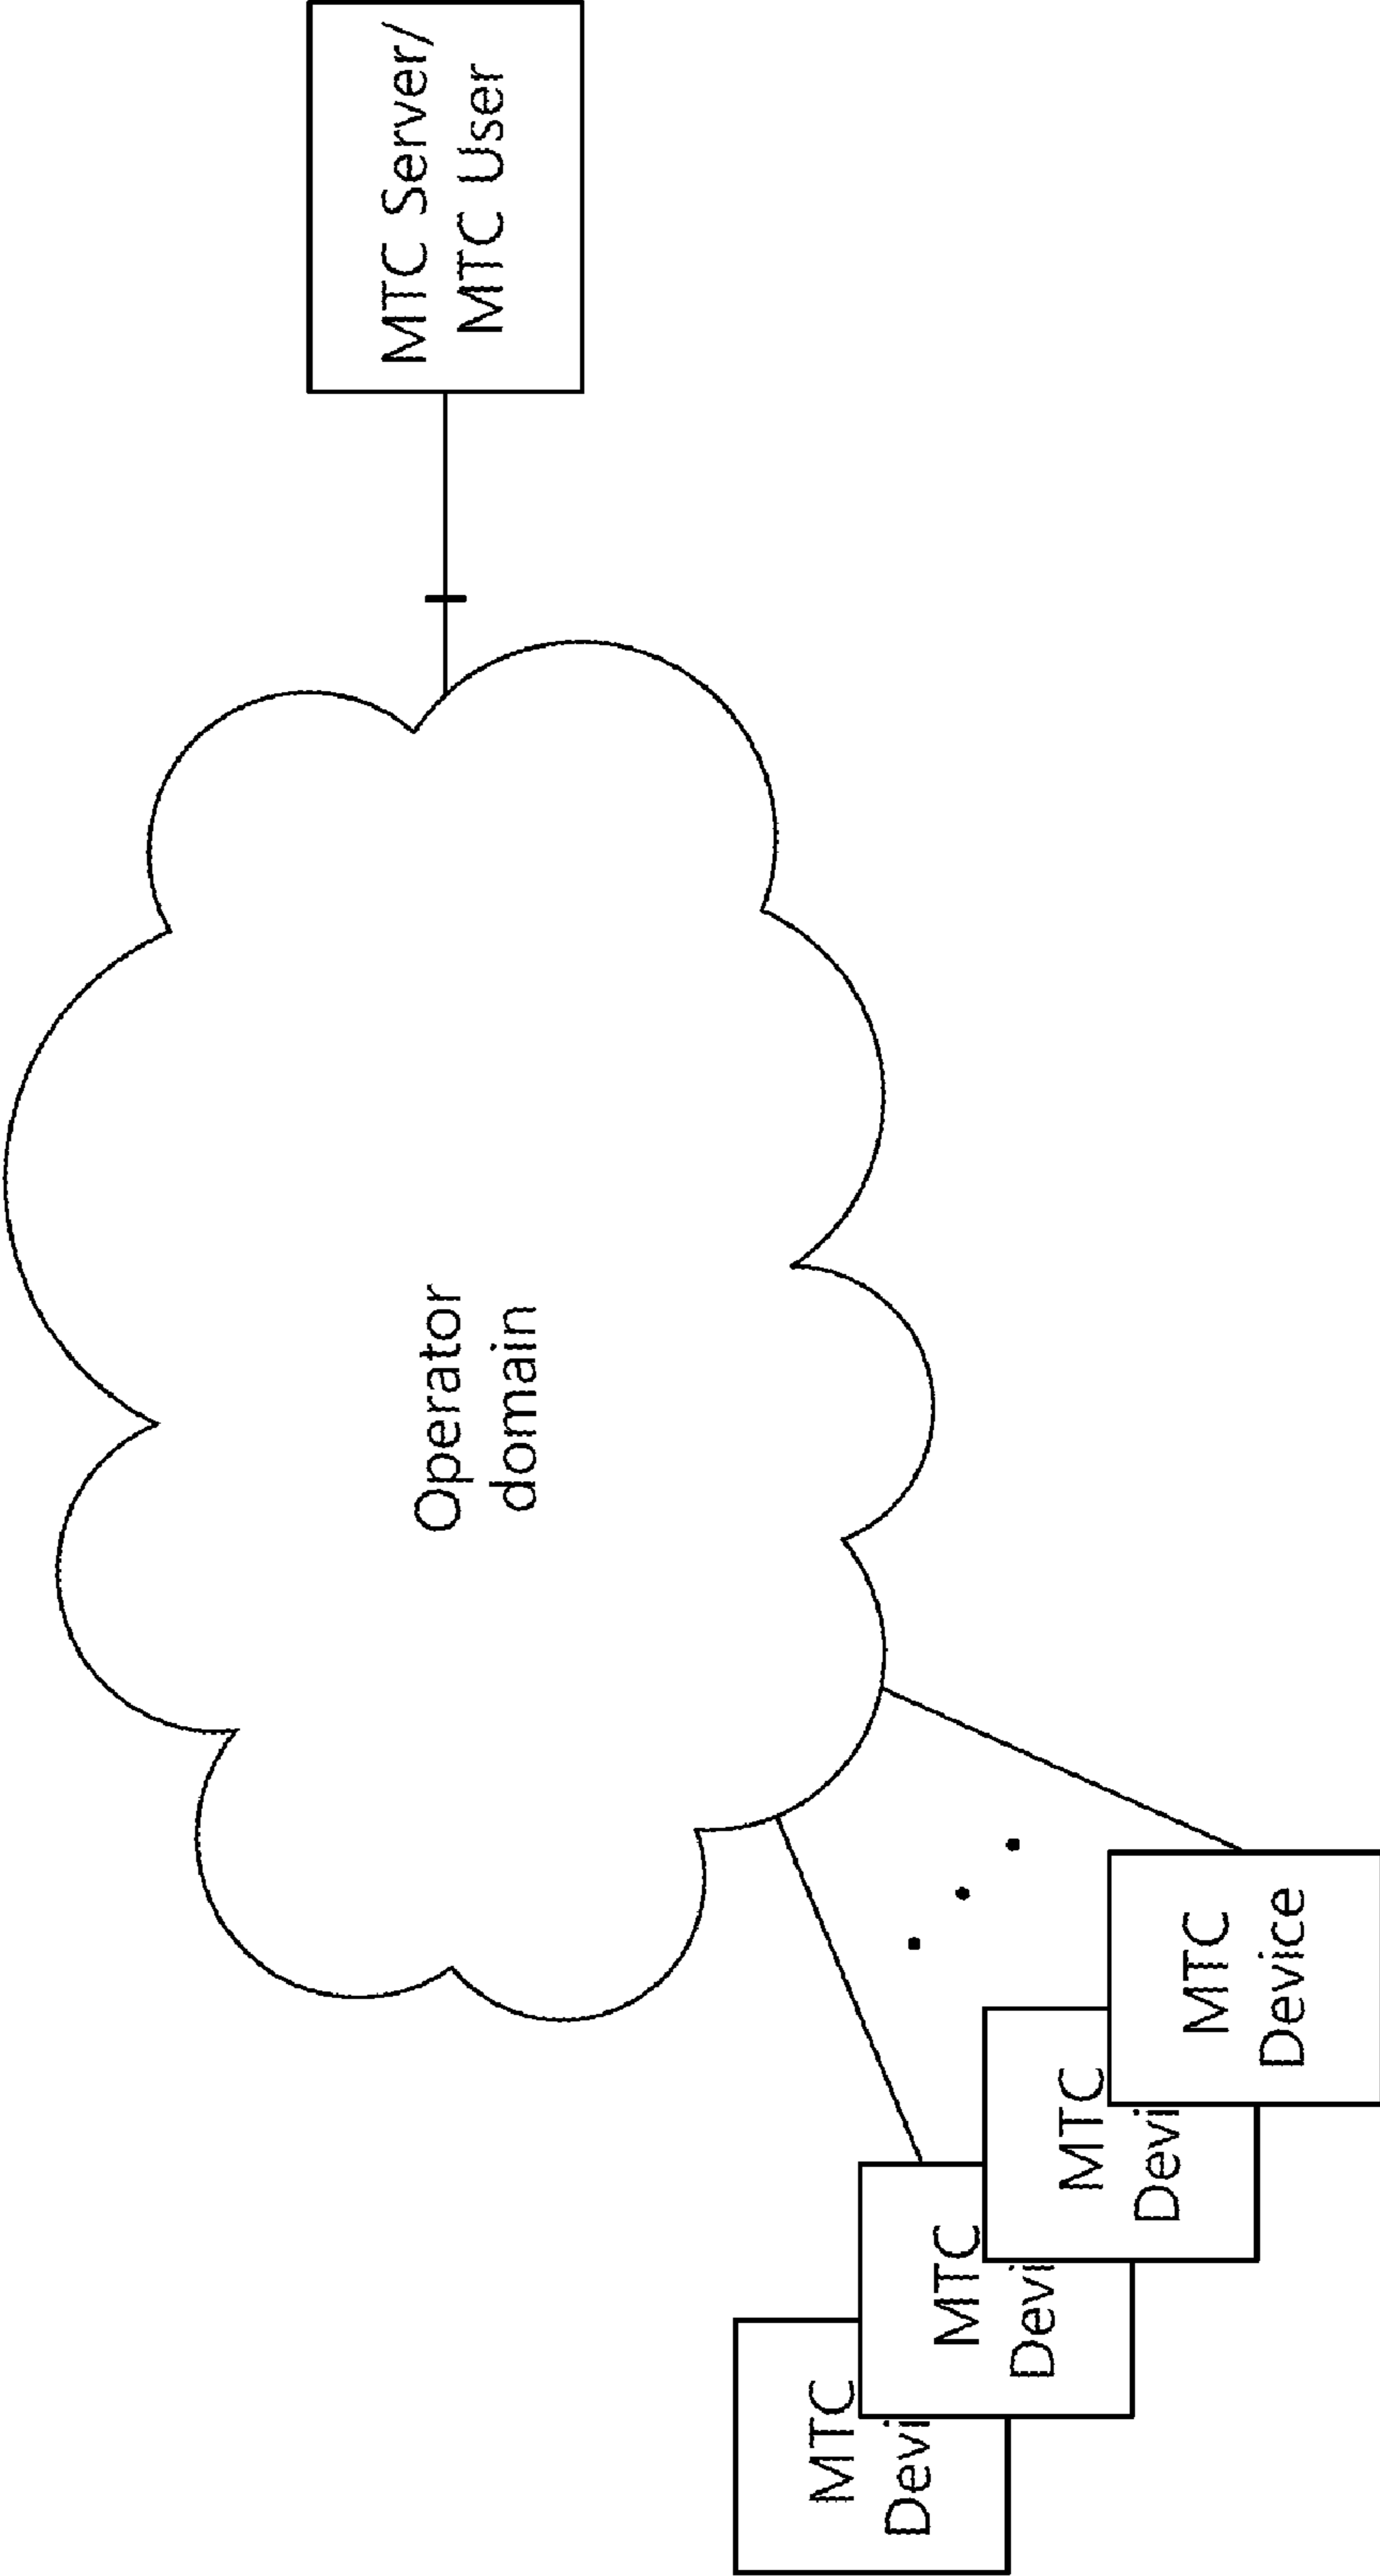 MTC Server/
MTC User
Operator
domain
MTC
Devi
MTC
Devi
MTC
Devi
MTC
Device